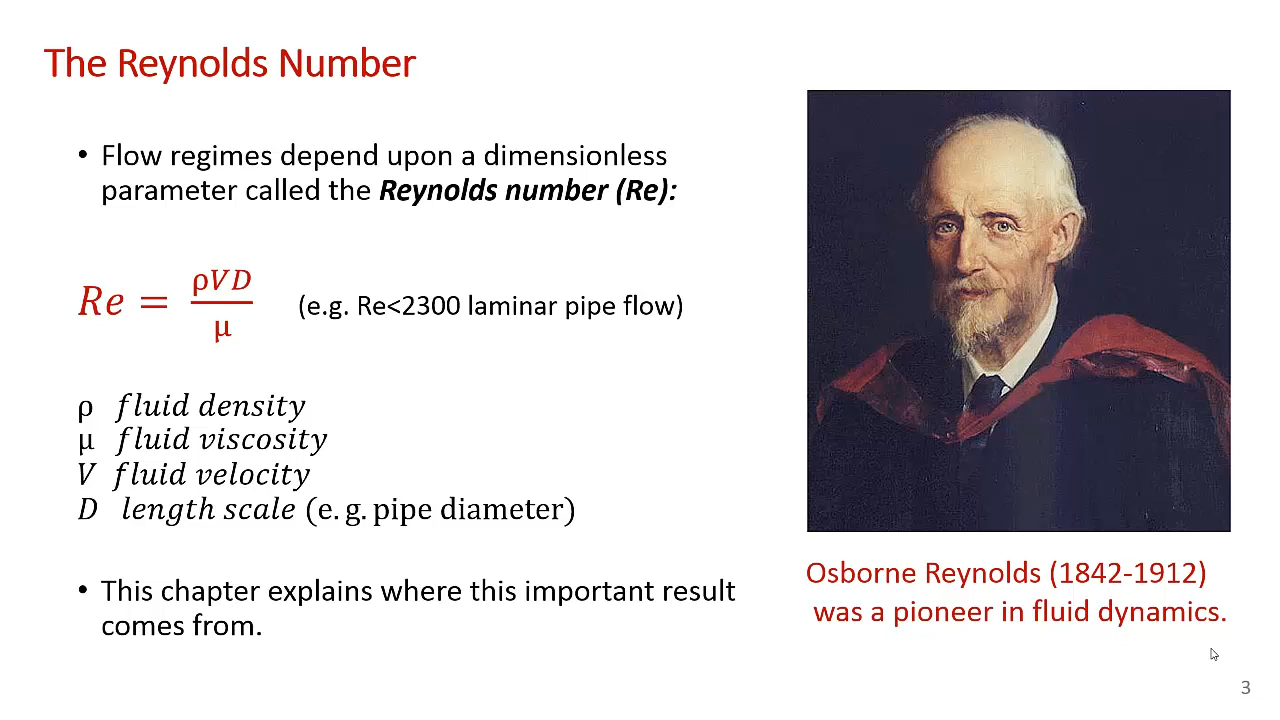 The Reynolds Number
• Flow regimes depend upon a dimensionless
parameter called the Reynolds number (Re):
Re = ρVD/μ (e.g. Re<2300 laminar pipe flow)
ρ fluid density
μ fluid viscosity
V fluid velocity
D length scale (e.g. pipe diameter)
• This chapter explains where this important result
comes from.
Osborne Reynolds (1842-1912)
was a pioneer in fluid dynamics.
3